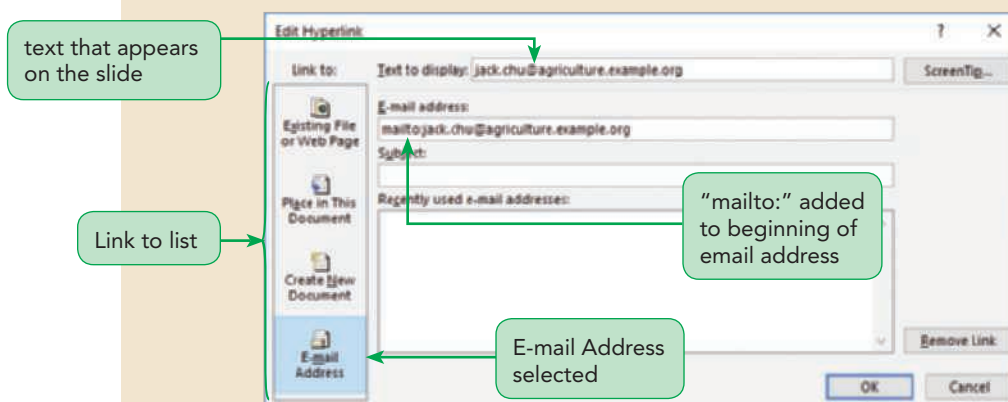 Edit Hyperlink
?
X
text that appears
on the slide
Link to:
Text to display: jack.chu@agriculture.example.org
ScreenTip...
Existing File
or Web Page
E-mail address:
mailto:jack.chu@agriculture.example.org
Subject:
Place in This
Document
Recently used e-mail addresses:
"mailto:" added
to beginning of
email address
Link to list
Create New
Document
E-mail
Address
E-mail Address
selected
Remove Link
OK
Cancel